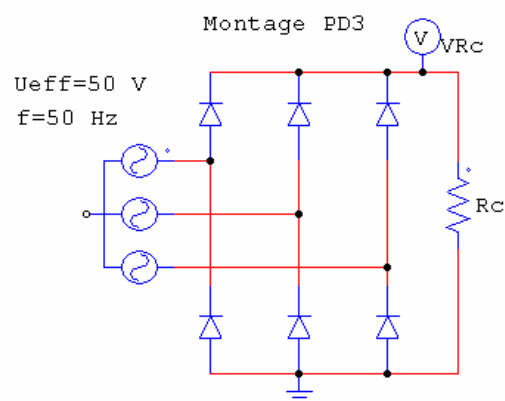 Montage PD3
V
VRc
Ueff=50 V
f=50 Hz
Rc